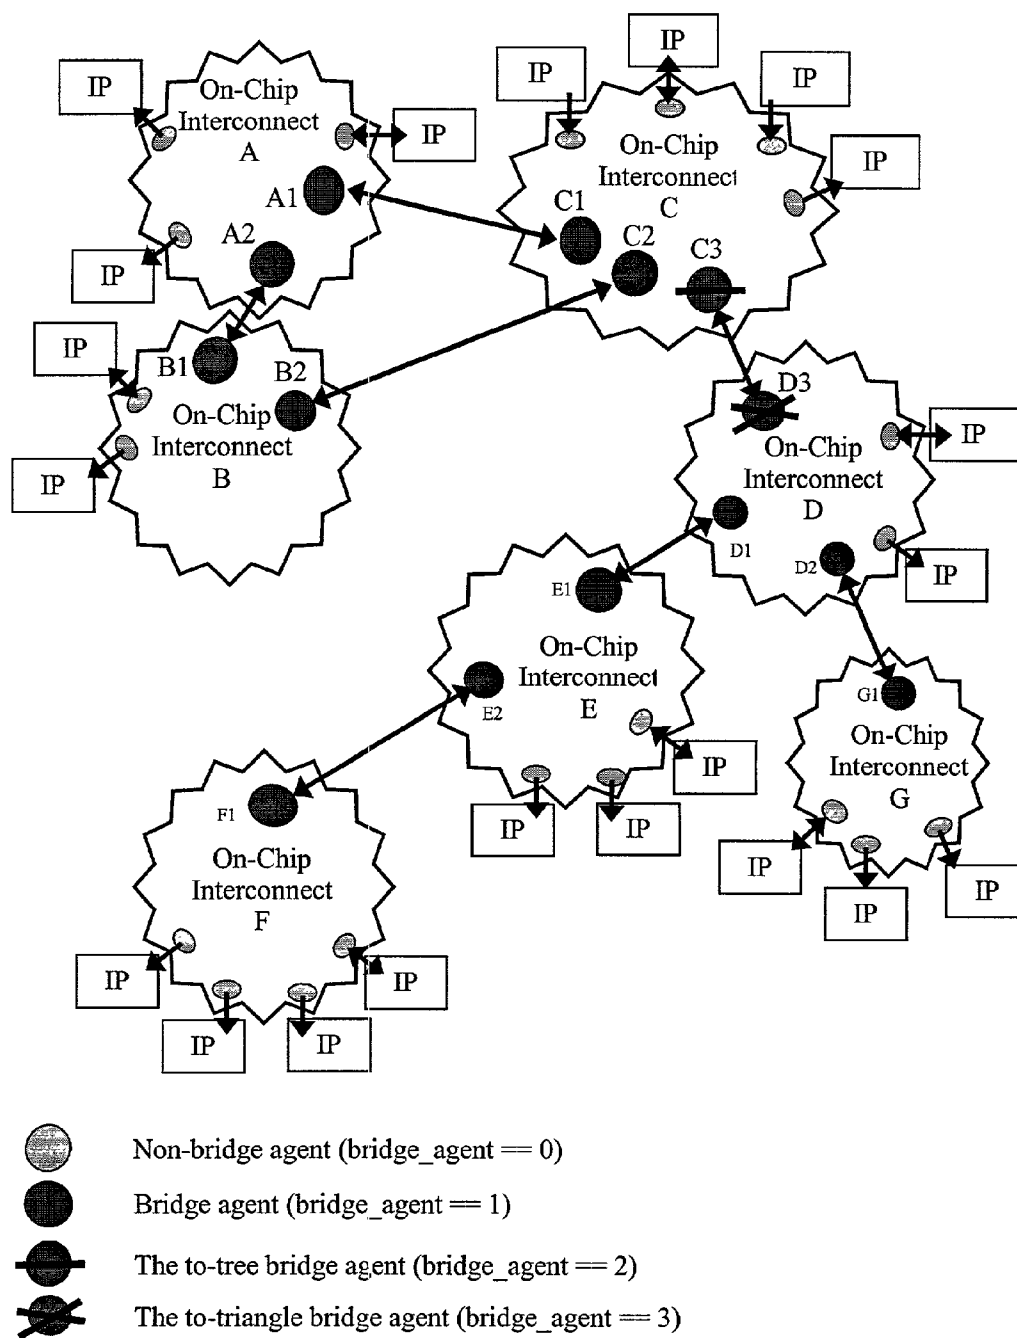 IP
IP
IP
IP
On-Chip
Interconnect
A
IP
On-Chip
Interconnect
C
IP
A1
C1
A2
C2
C3
IP
IP
B1
B2
D3
On-Chip
Interconnect
B
IP
On-Chip
Interconnect
D
IP
D1
D2
IP
E1
On-Chip
Interconnect
E
E2
G1
On-Chip
Interconnect
G
IP
F1
IP
IP
On-Chip
Interconnect
F
IP
IP
IP
IP
IP
IP
IP
Non-bridge agent (bridge_agent == 0)
Bridge agent (bridge_agent == 1)
The to-tree bridge agent (bridge_agent == 2)
The to-triangle bridge agent (bridge_agent == 3)